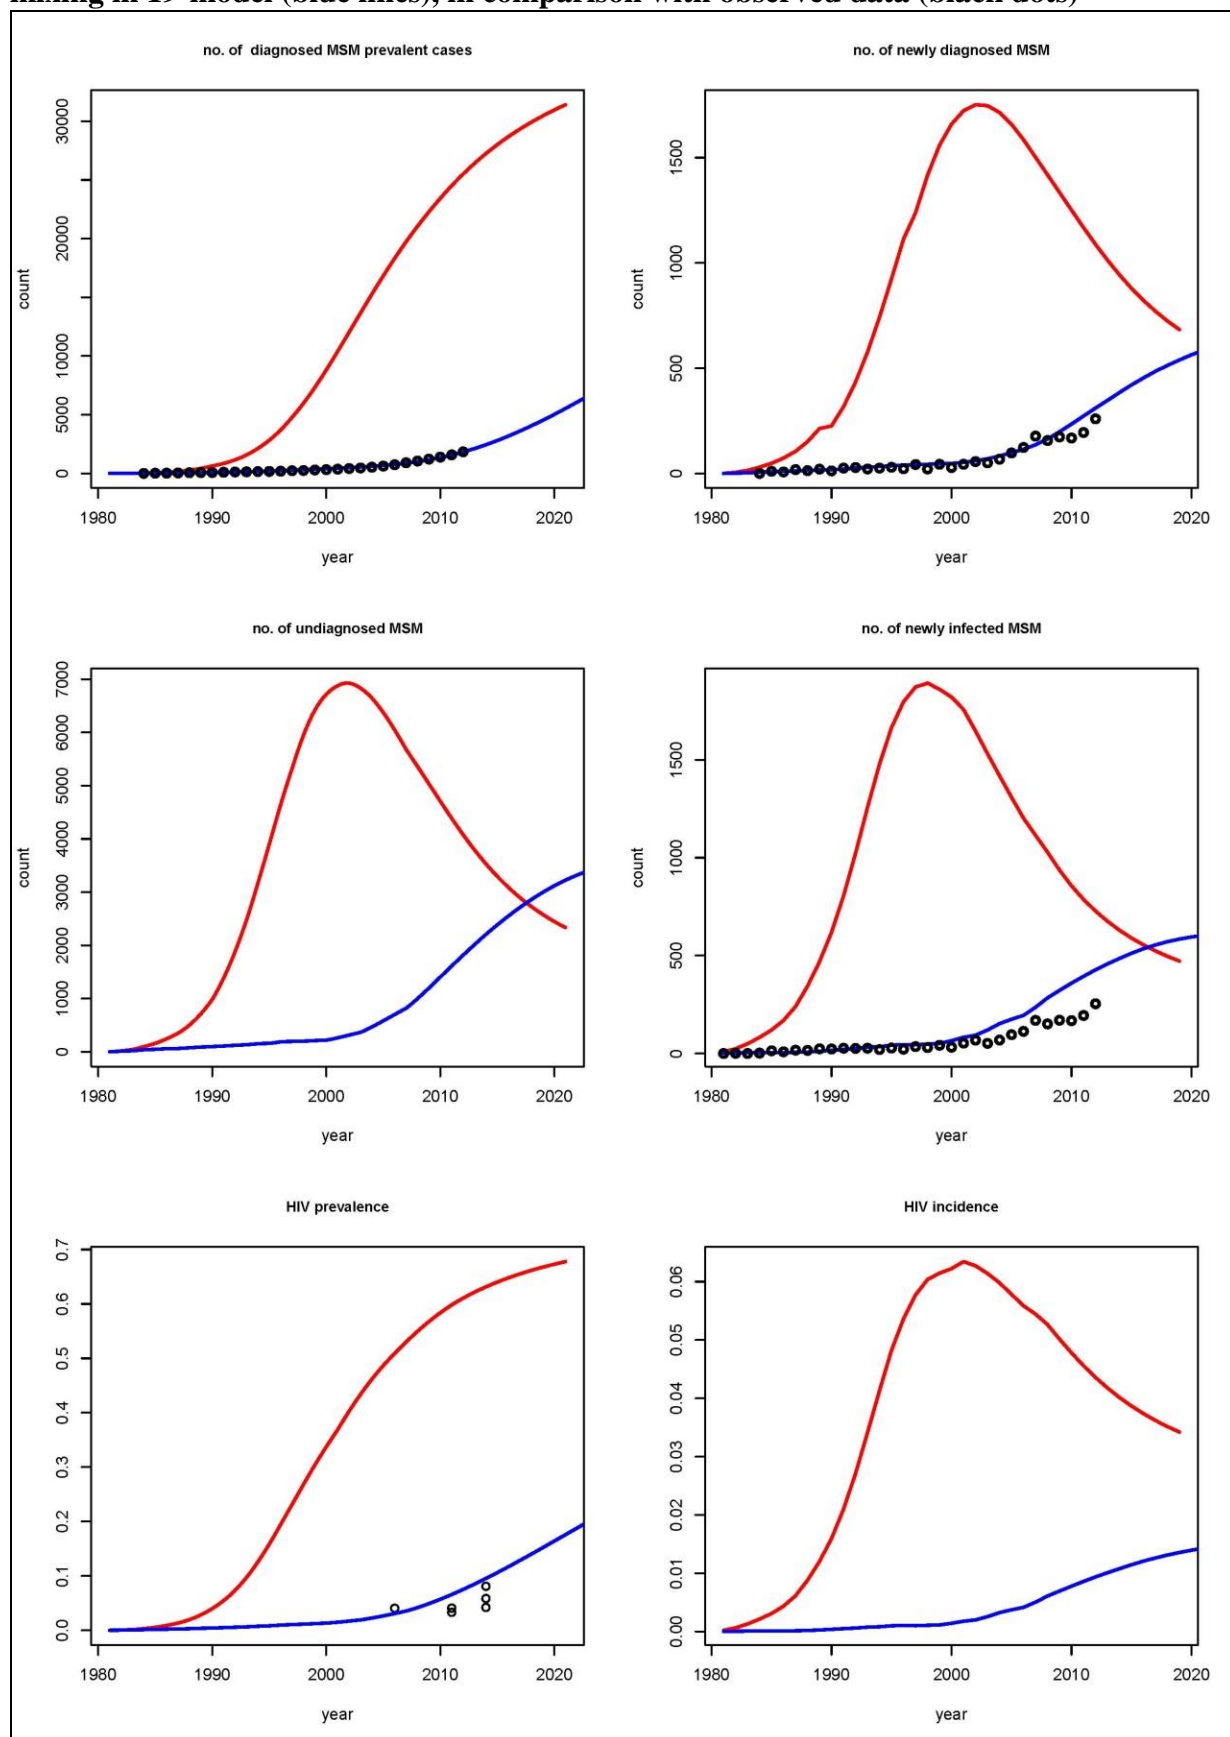 mixing in 19 model (blue lines), in comparison with observed data (black dots)
no. of diagnosed MSM prevalent cases
count
30000
20000
10000
5000
0
1980 1990 2000 2010 2020
year
no. of newly diagnosed MSM
count
1500
1000
500
0
1980 1990 2000 2010 2020
year
no. of undiagnosed MSM
count
7000
6000
5000
4000
3000
2000
1000
0
1980 1990 2000 2010 2020
year
no. of newly infected MSM
count
1500
1000
500
0
1980 1990 2000 2010 2020
year
HIV prevalence
0.7
0.6
0.5
0.4
0.3
0.2
0.1
0.0
1980 1990 2000 2010 2020
year
HIV incidence
0.06
0.05
0.04
0.03
0.02
0.01
0.00
1980 1990 2000 2010 2020
year